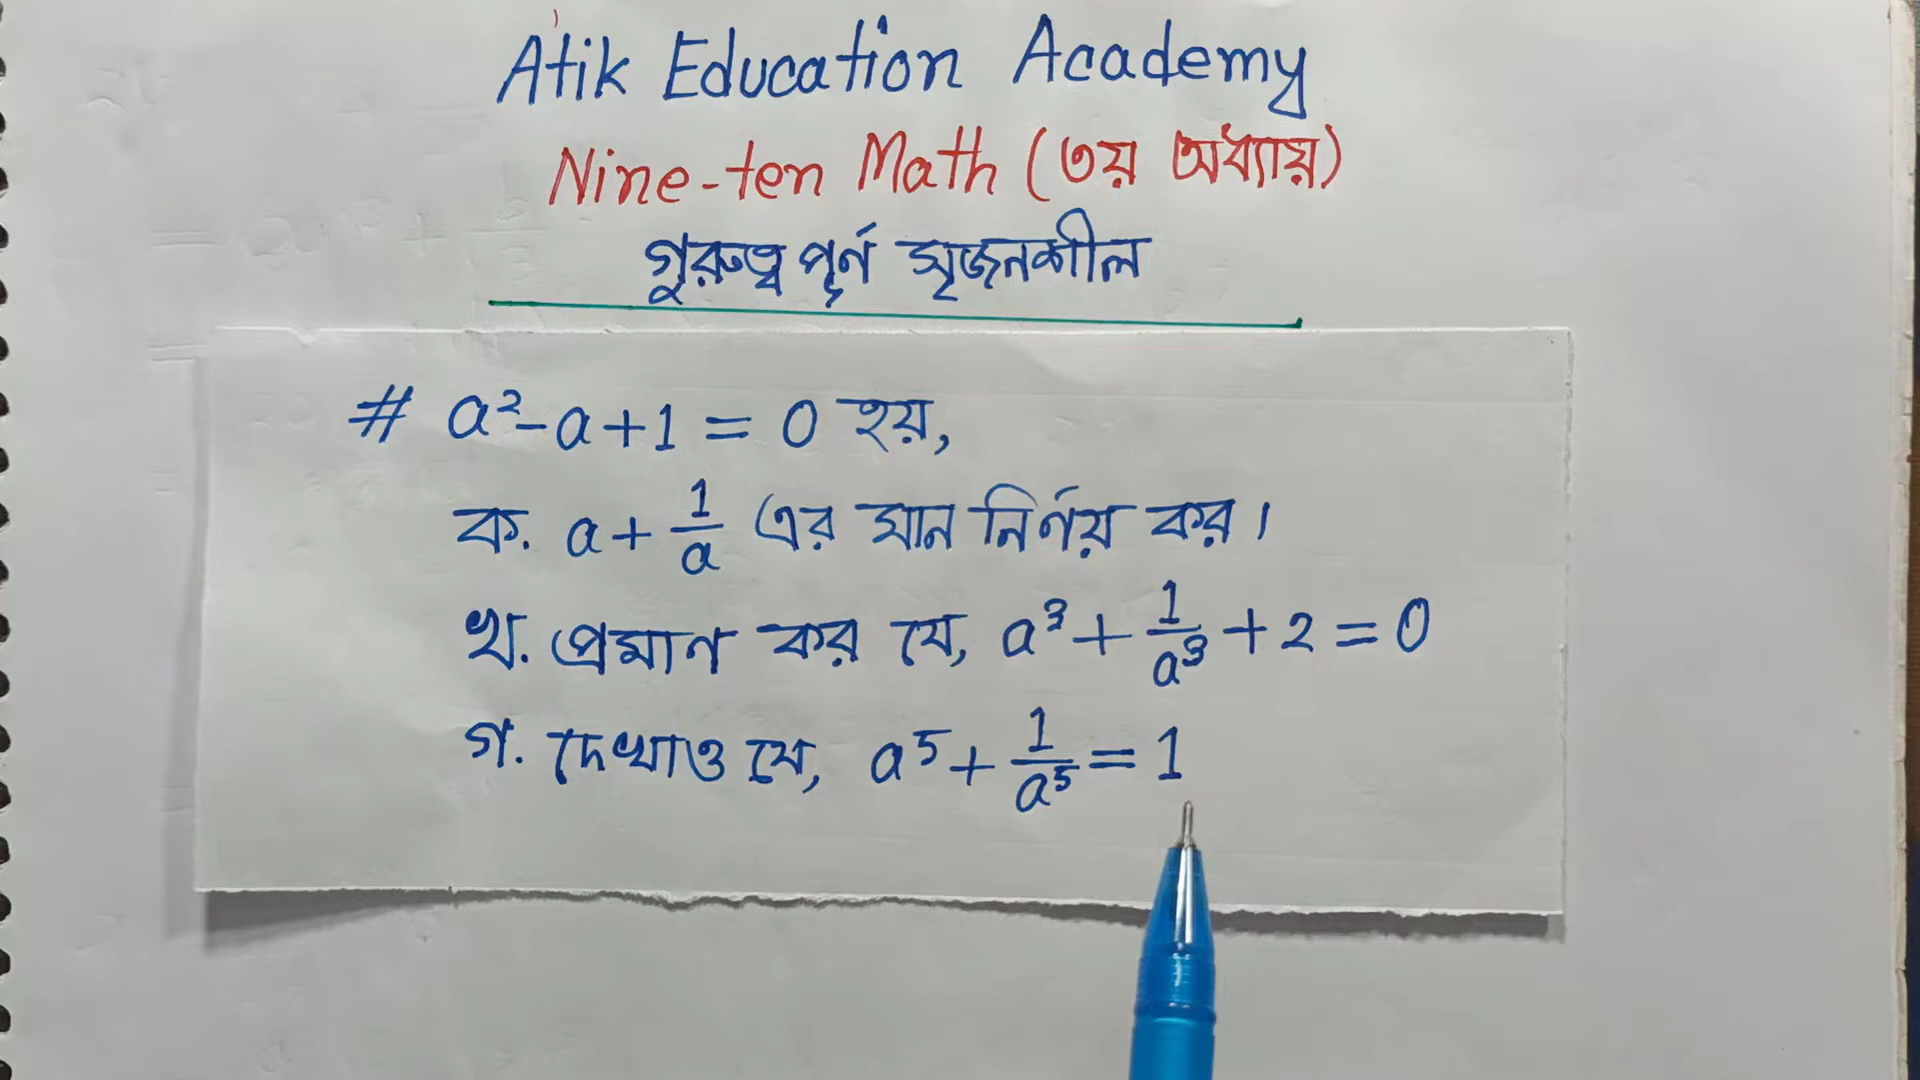 Atik Education Academy
Nine-ten Math (৩য় অধ্যায়)
গুরুত্বপূর্ন সৃজনশীল
# a²-a+1 = 0 হয়,
ক. a + 1/a এর মান নির্ণয় কর।
খ. প্রমান কর যে, a³ + 1/a³ + 2 = 0
গ. দেখাও যে, a⁵ + 1/a⁵ = 1